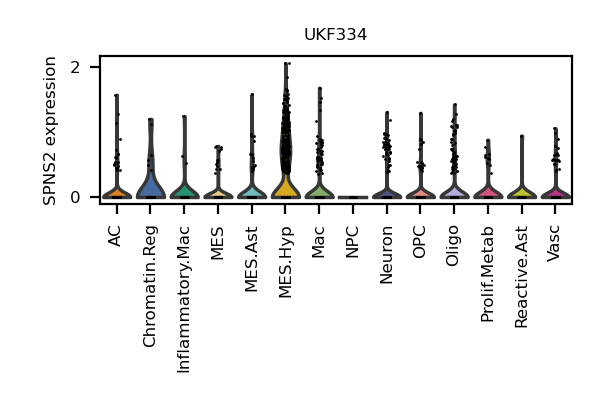 UKF334
SPNS2 expression
2
0
AC
Chromatin.Reg
Inflammatory.Mac
MES
MES.Ast
MES.Hyp
Mac
NPC
Neuron
OPC
Oligo
Prolif.Metab
Reactive.Ast
Vasc